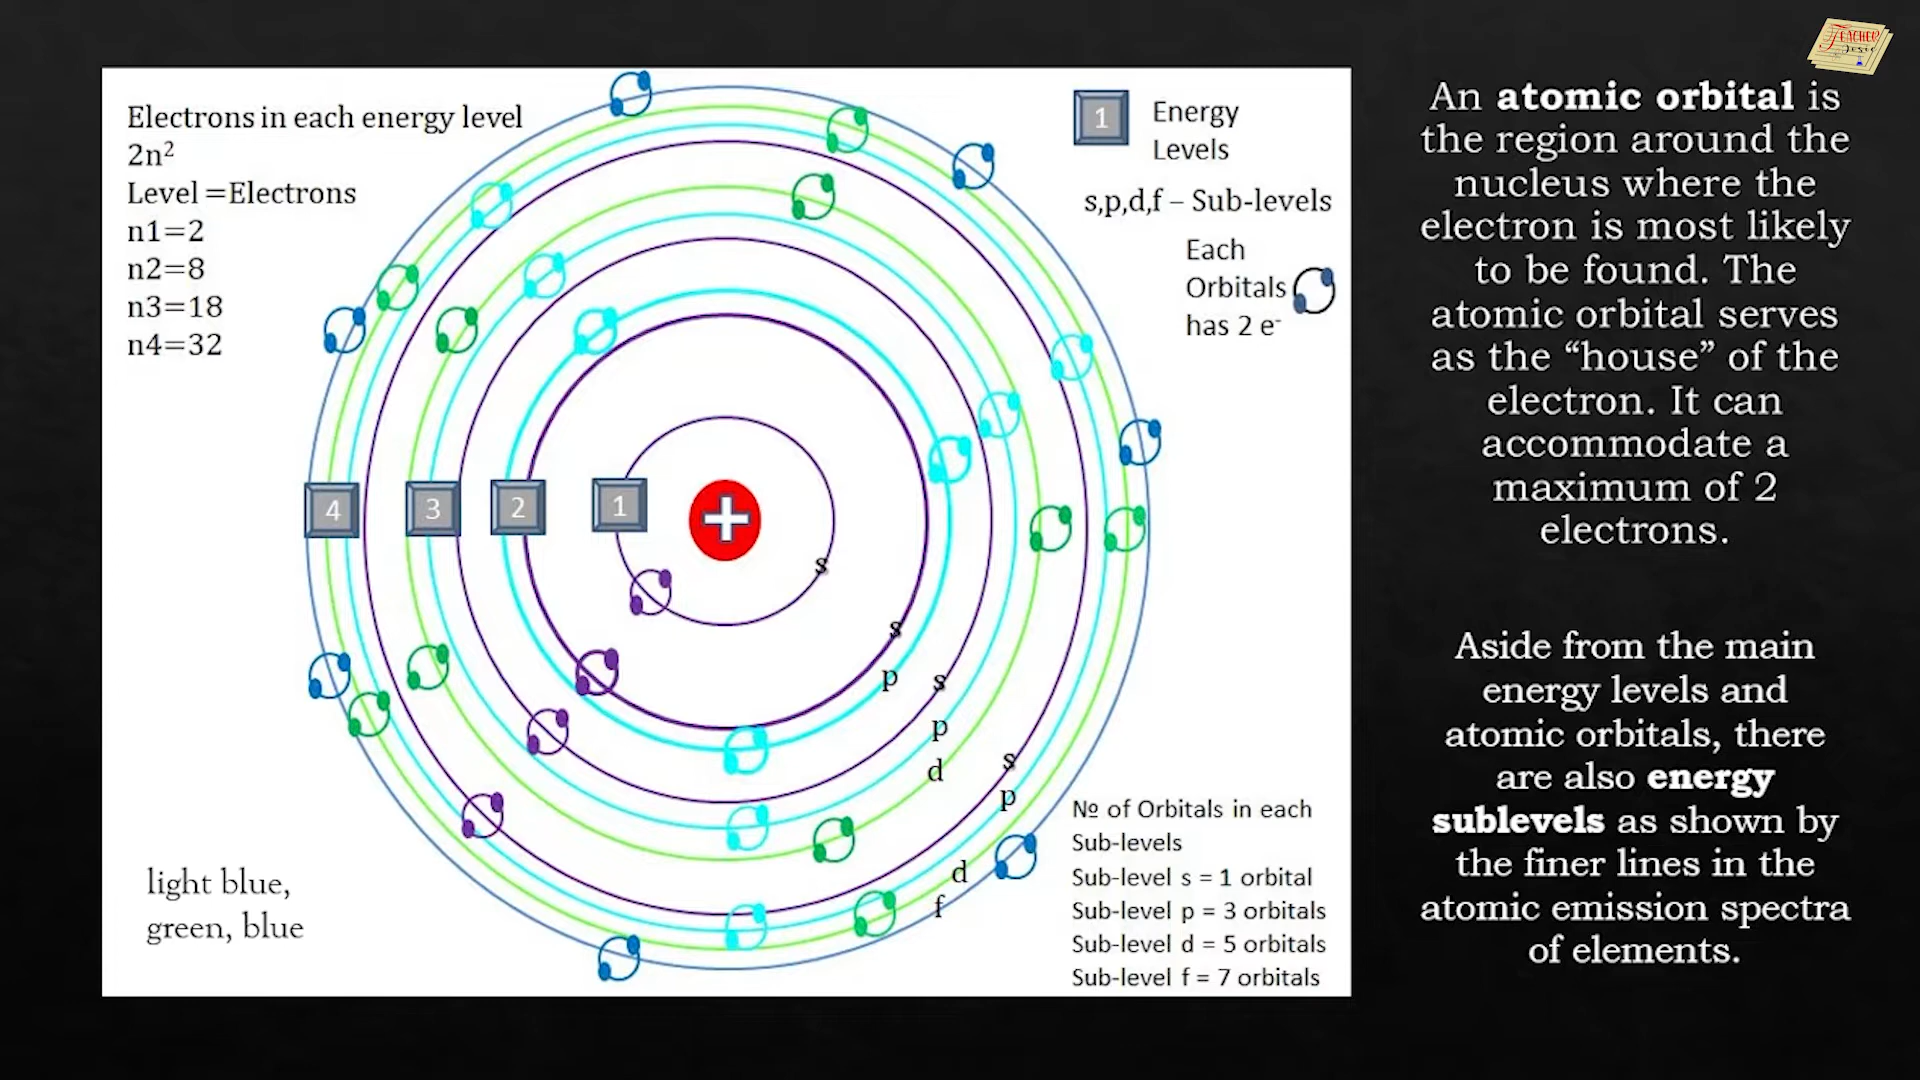 Electrons in each energy level
2n²
Level =Electrons
n1=2
n2=8
n3=18
n4=32
1
Energy
Levels
s,p,d,f – Sub-levels
Each
Orbitals
has 2 e⁻
4
3
2
1
s
s
p
s
p
d
s
p
d
f
light blue,
green, blue
№ of Orbitals in each
Sub-levels
Sub-level s = 1 orbital
Sub-level p = 3 orbitals
Sub-level d = 5 orbitals
Sub-level f = 7 orbitals
TEACHER
An atomic orbital is
the region around the
nucleus where the
electron is most likely
to be found. The
atomic orbital serves
as the “house” of the
electron. It can
accommodate a
maximum of 2
electrons.
Aside from the main
energy levels and
atomic orbitals, there
are also energy
sublevels as shown by
the finer lines in the
atomic emission spectra
of elements.